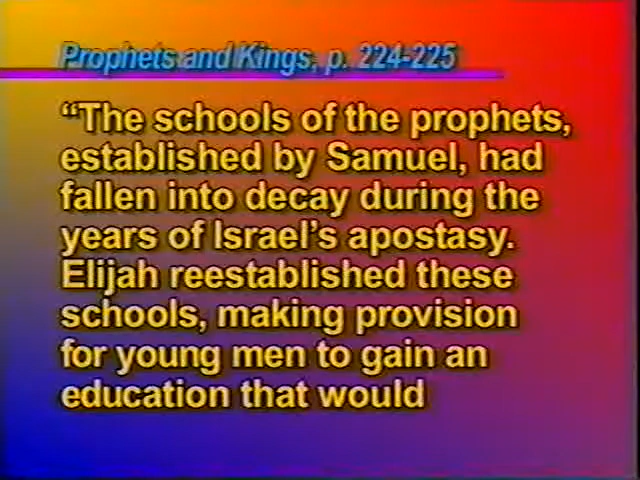 Prophets and Kings, p. 224-225
“The schools of the prophets,
established by Samuel, had
fallen into decay during the
years of Israel’s apostasy.
Elijah reestablished these
schools, making provision
for young men to gain an
education that would